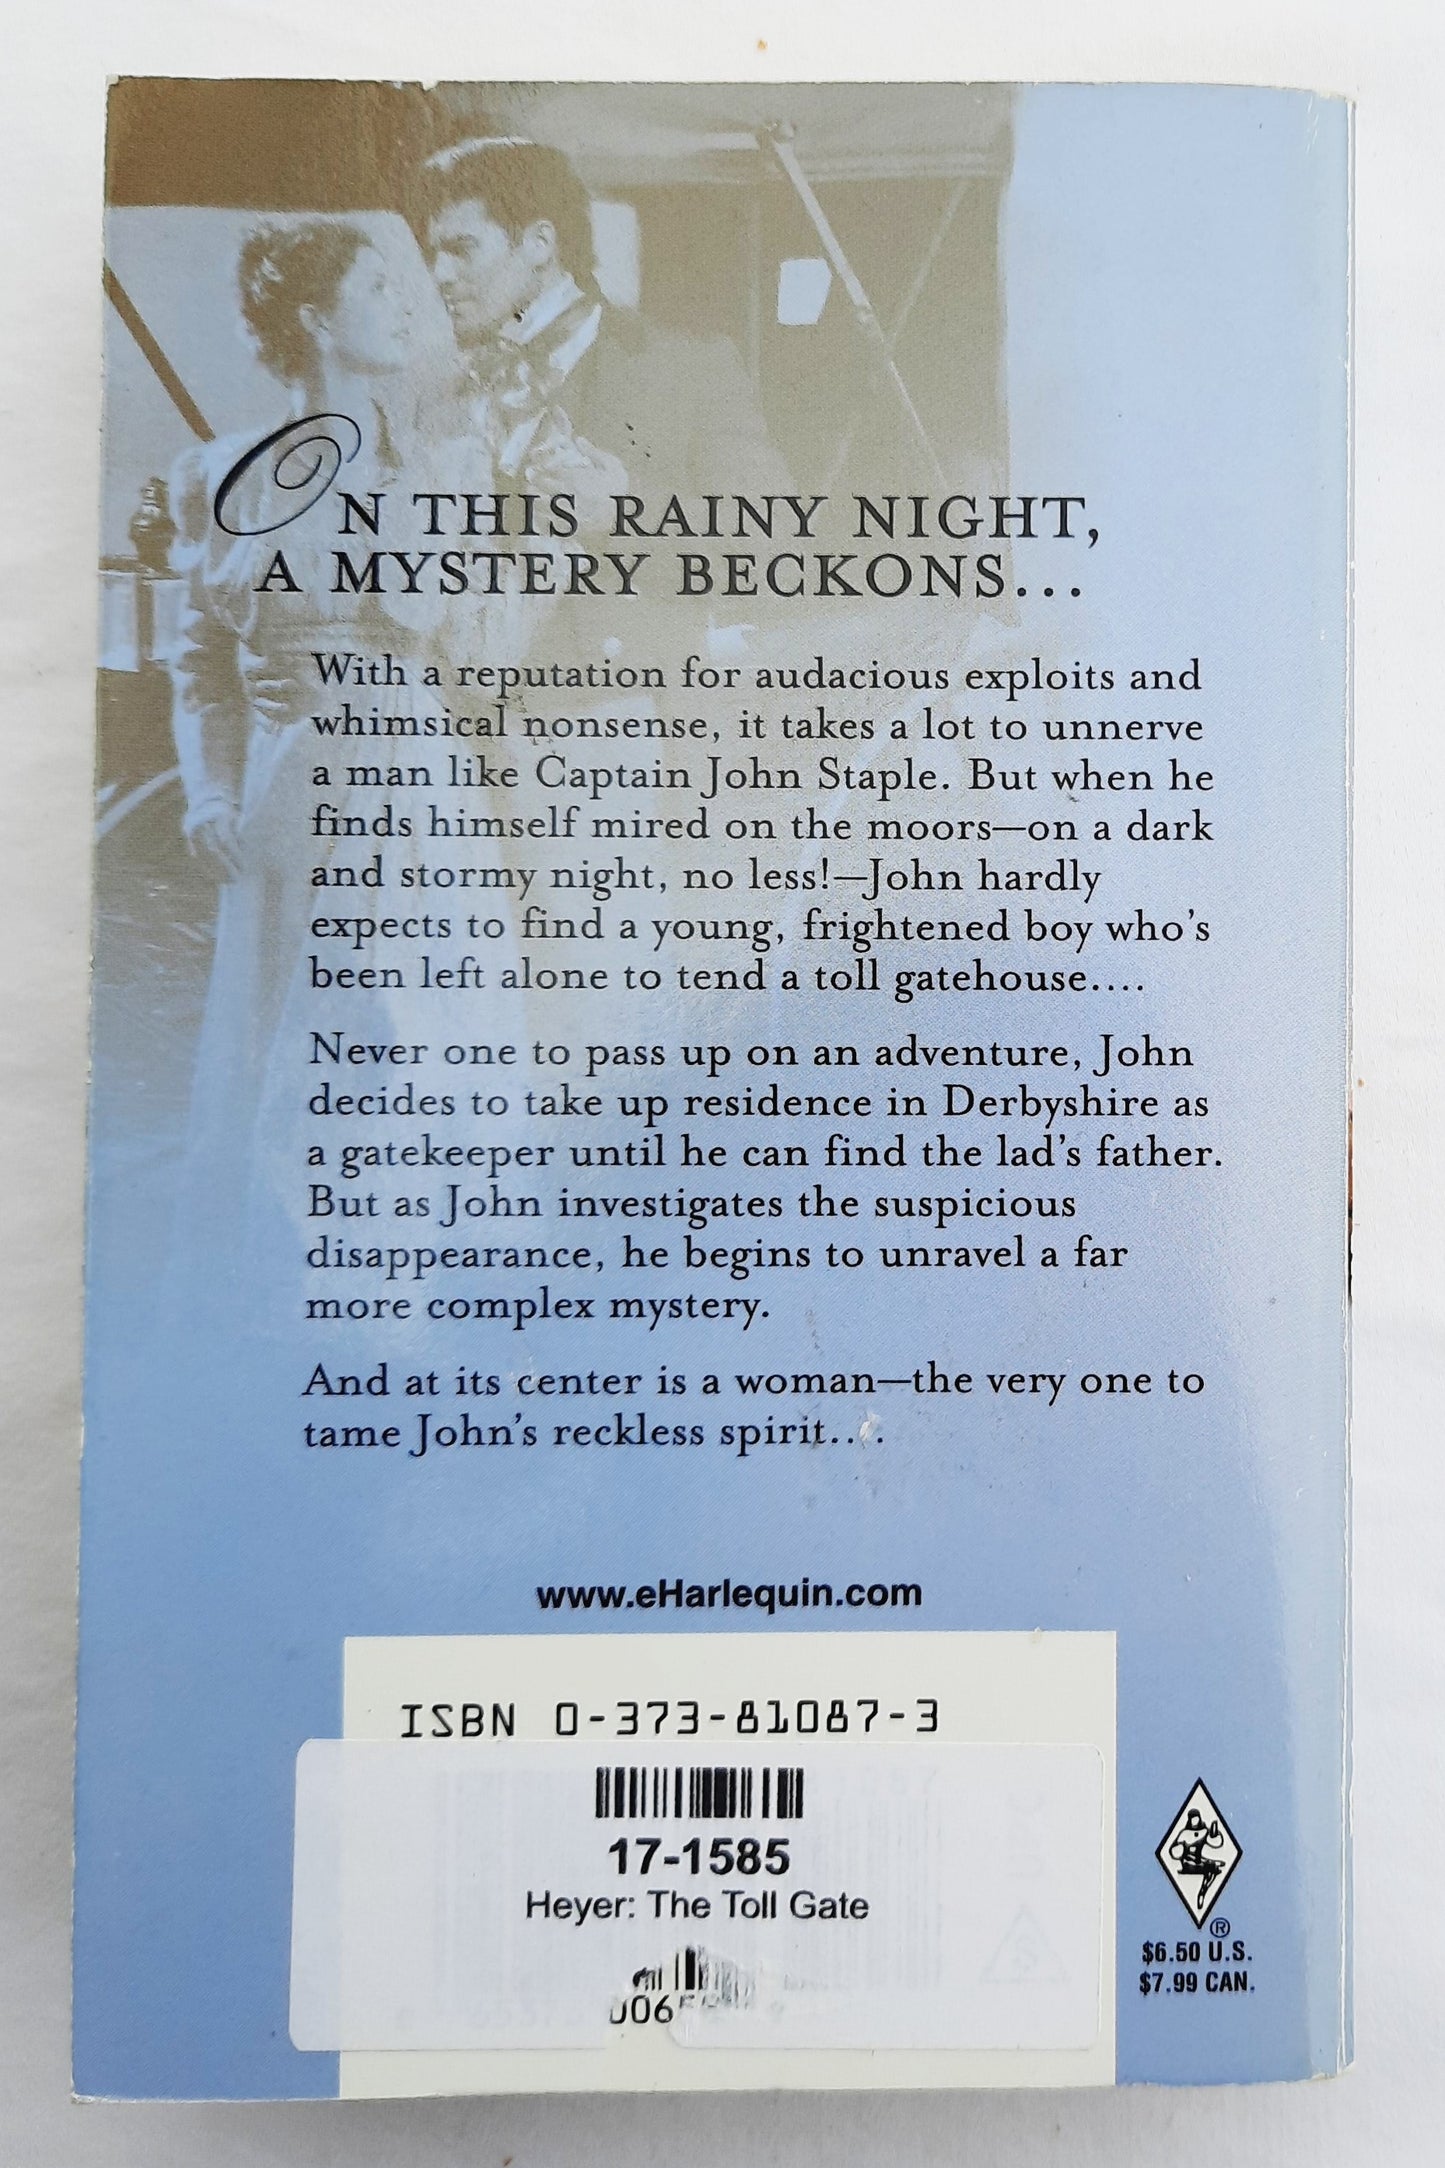 ON THIS RAINY NIGHT,
A MYSTERY BECKONS...
With a reputation for audacious exploits and
whimsical nonsense, it takes a lot to unnerve
a man like Captain John Staple. But when he
finds himself mired on the moors—on a dark
and stormy night, no less!—John hardly
expects to find a young, frightened boy who's
been left alone to tend a toll gatehouse....
Never one to pass up on an adventure, John
decides to take up residence in Derbyshire as
a gatekeeper until he can find the lad's father.
But as John investigates the suspicious
disappearance, he begins to unravel a far
more complex mystery.
And at its center is a woman—the very one to
tame John's reckless spirit....
www.eHarlequin.com
ISBN 0-373-81087-3
17-1585
Heyer: The Toll Gate
®
$6.50 U.S.
$7.99 CAN.